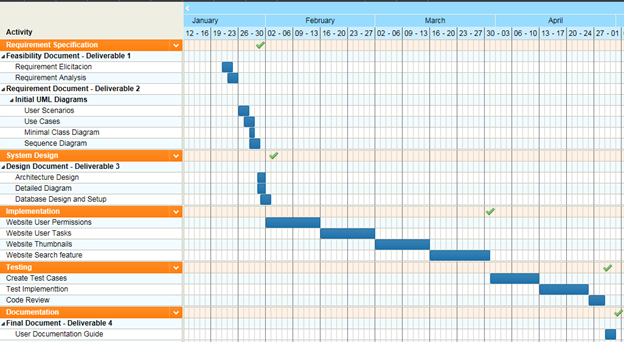 January February March April
Activity 12 - 16 19 - 23 26 - 30 02 - 06 09 - 13 16 - 20 23 - 27 02 - 06 09 - 13 16 - 20 23 - 27 30 - 03 06 - 10 13 - 17 20 - 24 27 - 01
Requirement Specification
Feasibility Document - Deliverable 1
Requirement Elicitacion
Requirement Analysis
Requirement Document - Deliverable 2
Initial UML Diagrams
User Scenarios
Use Cases
Minimal Class Diagram
Sequence Diagram
System Design
Design Document - Deliverable 3
Architecture Design
Detailed Diagram
Database Design and Setup
Implementation
Website User Permissions
Website User Tasks
Website Thumbnails
Website Search feature
Testing
Create Test Cases
Test Implementtion
Code Review
Documentation
Final Document - Deliverable 4
User Documentation Guide